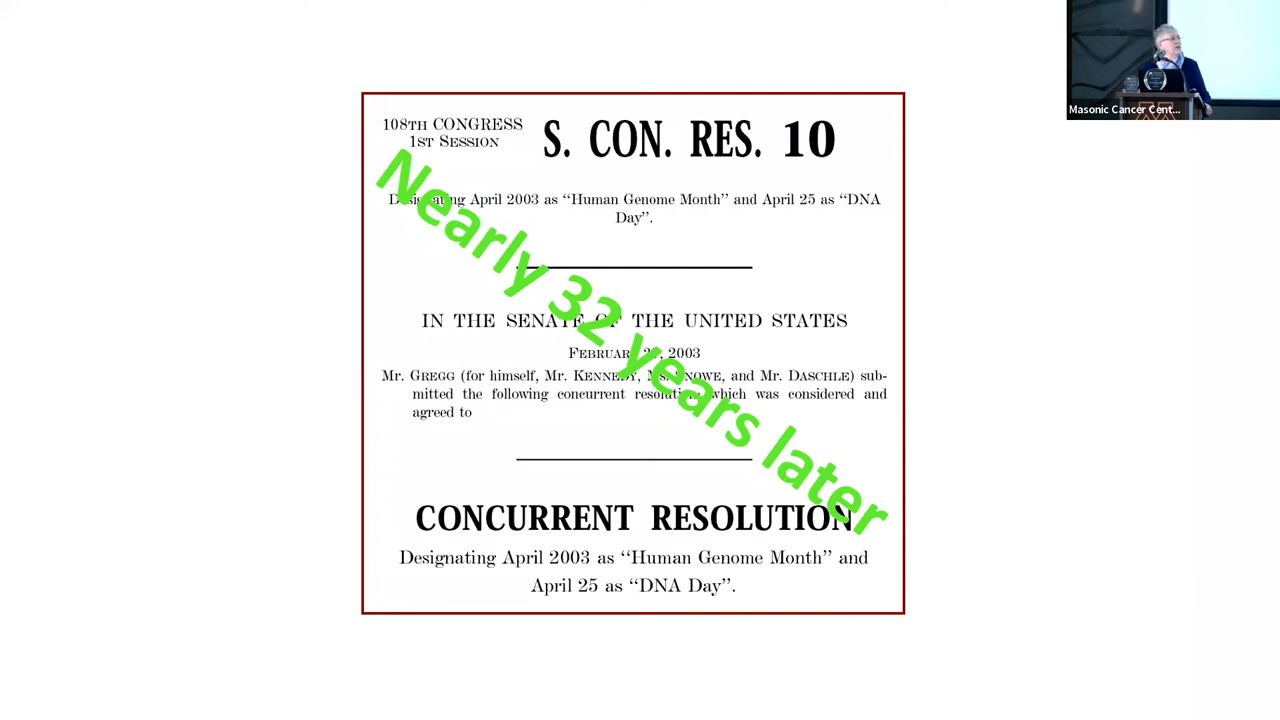 108TH CONGRESS
1ST SESSION
S. CON. RES. 10
Designating April 2003 as “Human Genome Month” and April 25 as “DNA
Day”.
IN THE SENATE OF THE UNITED STATES
FEBRUARY , 2003
Mr. GREGG (for himself, Mr. KENNEDY, Ms. SNOWE, and Mr. DASCHLE) sub-
mitted the following concurrent resolution; which was considered and
agreed to
CONCURRENT RESOLUTION
Designating April 2003 as “Human Genome Month” and
April 25 as “DNA Day”.
Nearly 32 years later
Masonic Cancer Cent...